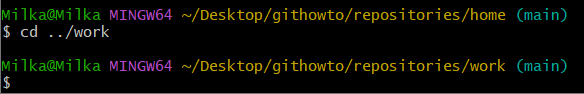 Milka@Milka MINGW64 ~/Desktop/githowto/repositories/home (main)
$ cd ../work
Milka@Milka MINGW64 ~/Desktop/githowto/repositories/work (main)
$